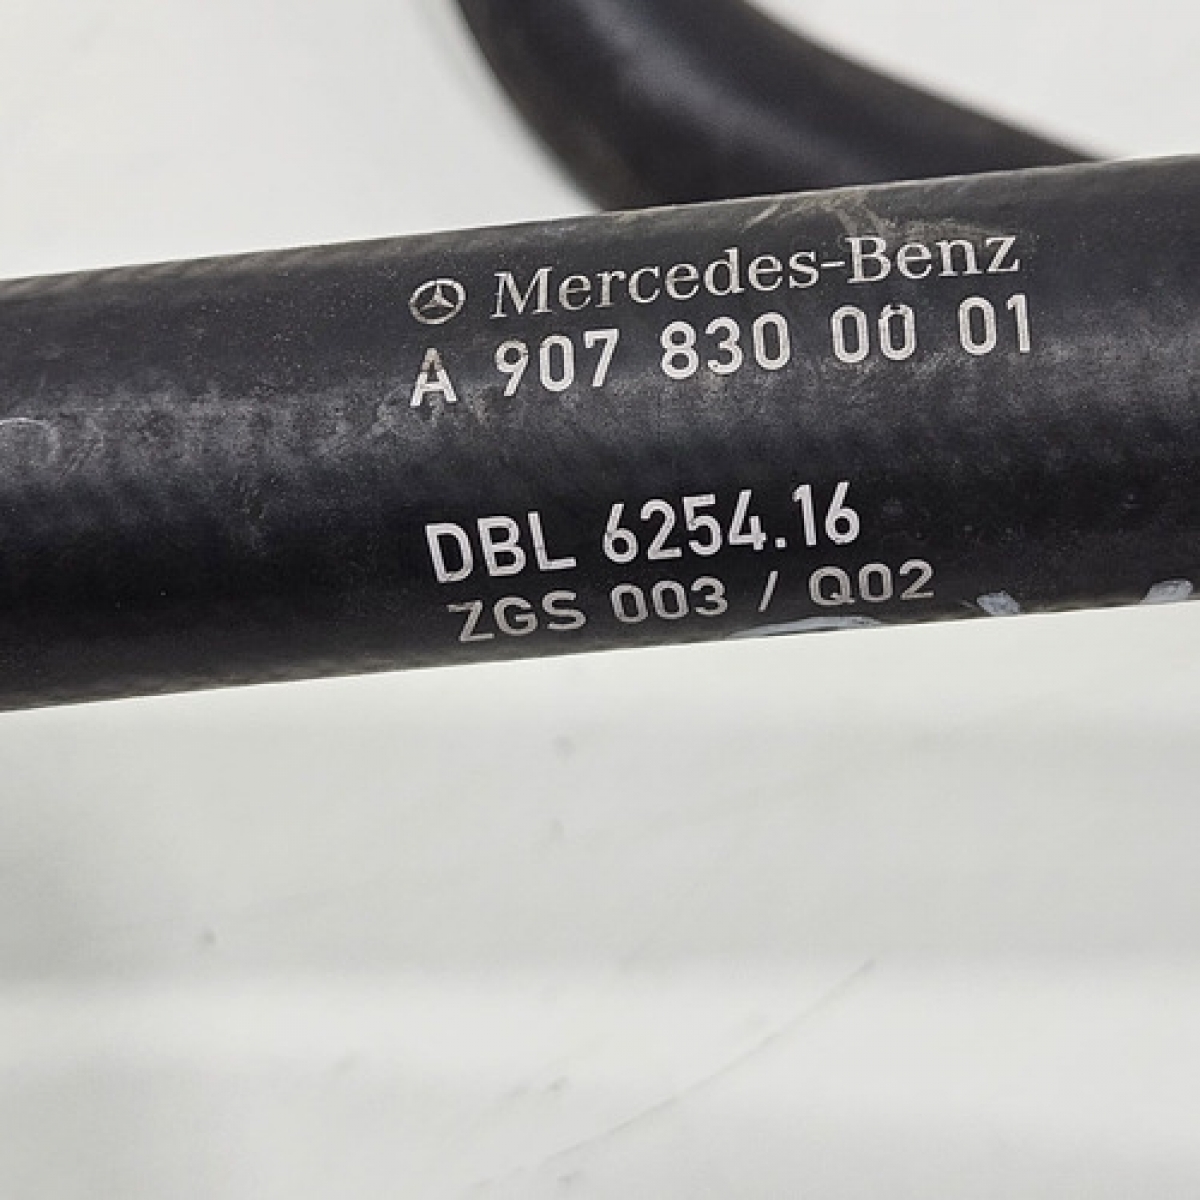 Mercedes-Benz
A 907 830 00 01
DBL 6254.16
ZGS 003 / Q02